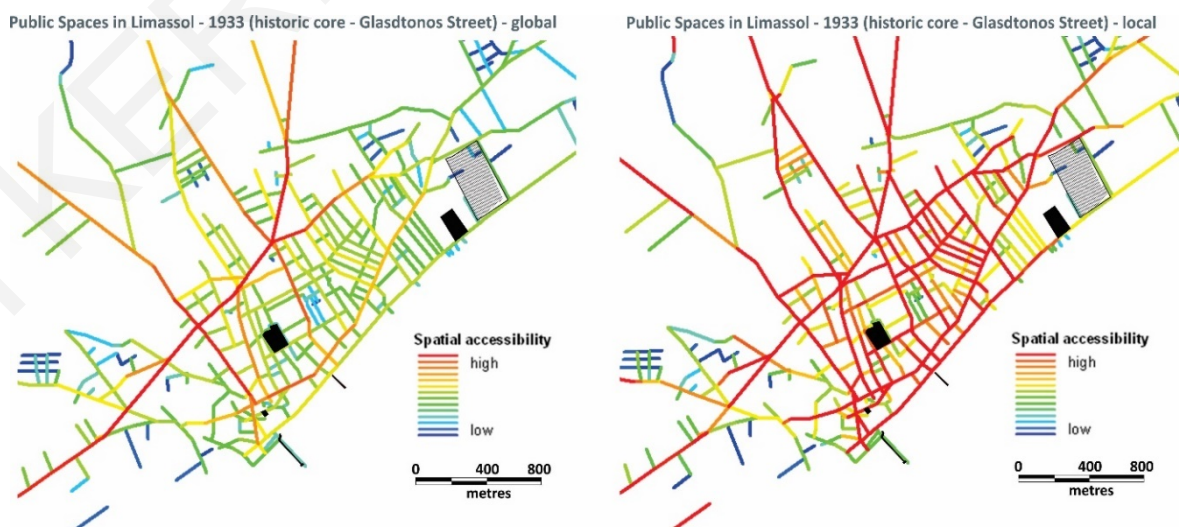 Public Spaces in Limassol - 1933 (historic core - Glasdtonos Street) - global
Spatial accessibility
high
low
0 400 800
metres
Public Spaces in Limassol - 1933 (historic core - Glasdtonos Street) - local
Spatial accessibility
high
low
0 400 800
metres